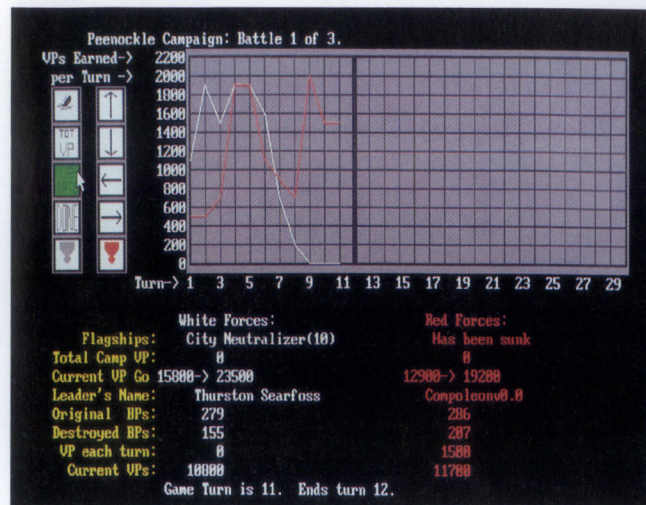 Peenockle Campaign: Battle 1 of 3.
VPs Earned->
per Turn ->
2200
2000
1800
1600
1400
1200
1000
800
600
400
200
0
TOT
VP
DONE
Turn-> 1 3 5 7 9 11 13 15 17 19 21 23 25 27 29
White Forces: Red Forces:
Flagships: City Neutralizer(10) Has been sunk
Total Camp VP: 0 0
Current VP Go 15800-> 23500 12900-> 19200
Leader's Name: Thurston Searfoss Compoleonv0.0
Original BPs: 279 286
Destroyed BPs: 155 207
VP each turn: 0 1500
Current VPs: 10800 11700
Game Turn is 11. Ends turn 12.